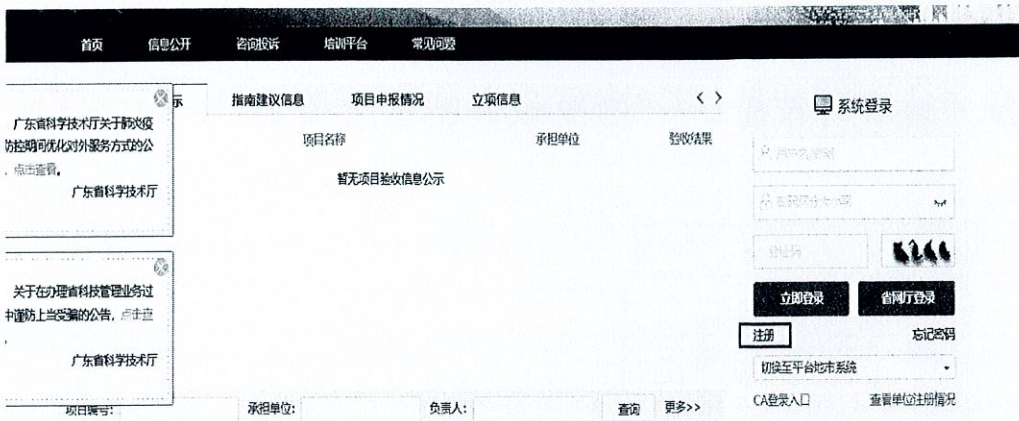 首页 信息公开 咨询投诉 培训平台 常见问题
示 指南建议信息 项目申报情况 立项信息 < >
项目名称 承担单位 验收结果
暂无项目验收信息公示
广东省科学技术厅关于肺炎疫
防控期间优化对外服务方式的公
，点击查看。
广东省科学技术厅
关于在办理省科技管理业务过
中谨防上当受骗的公告，点击查
广东省科学技术厅
项目编号： 承担单位： 负责人： 查询 更多>>
系统登录
验证码
立即登录 省网厅登录
注册 忘记密码
切换至平台地市系统
CA登录入口 查看单位注册情况